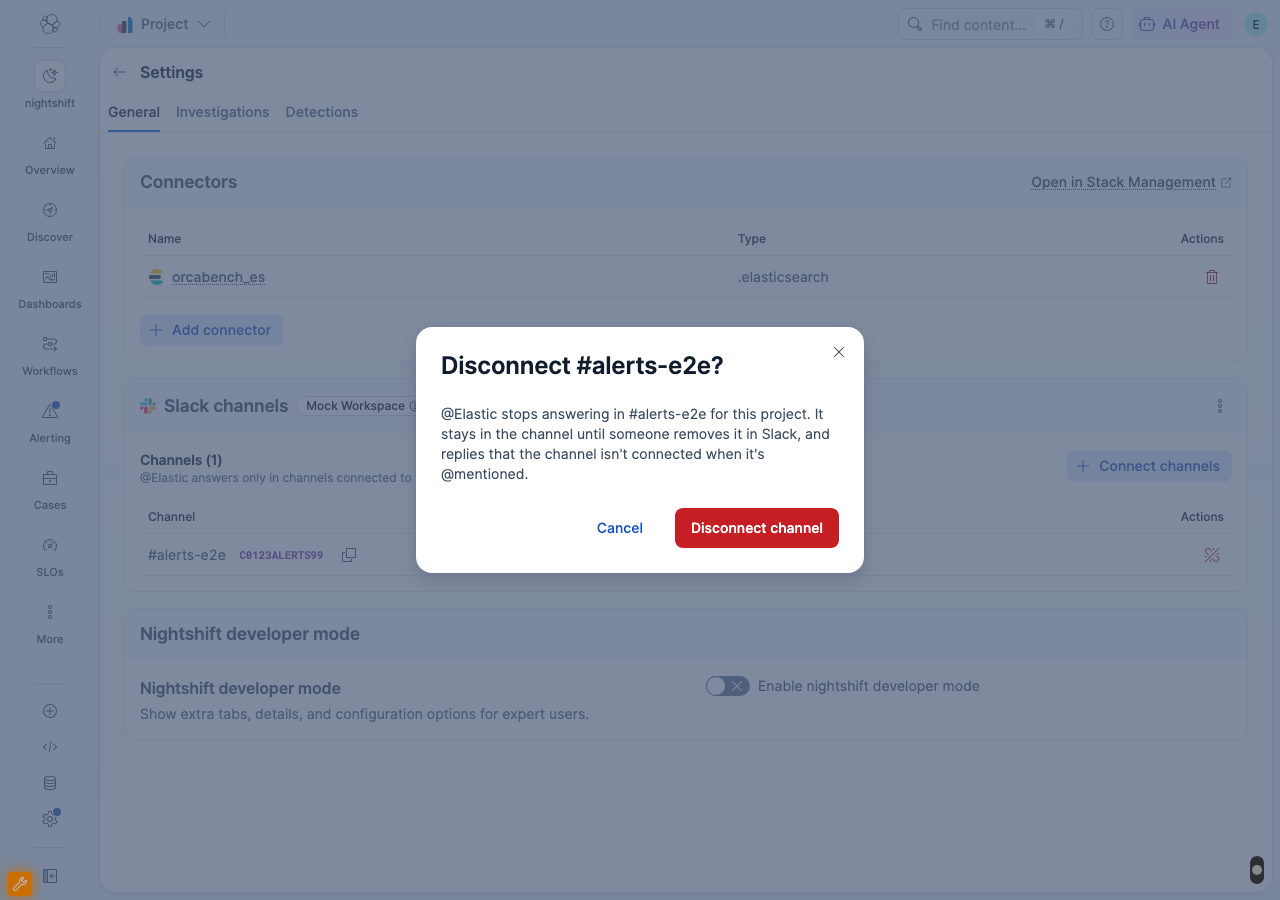 Project
Find content...
⌘ /
AI Agent
E
nightshift
Overview
Discover
Dashboards
Workflows
Alerting
Cases
SLOs
More
Settings
General
Investigations
Detections
Connectors
Open in Stack Management
Name
Type
Actions
orcabench_es
.elasticsearch
Add connector
Slack channels
Mock Workspace
Channels (1)
@Elastic answers only in channels connected to
Connect channels
Channel
Actions
#alerts-e2e
C0123ALERTS99
Disconnect #alerts-e2e?
@Elastic stops answering in #alerts-e2e for this project. It
stays in the channel until someone removes it in Slack, and
replies that the channel isn't connected when it's
@mentioned.
Cancel
Disconnect channel
Nightshift developer mode
Nightshift developer mode
Show extra tabs, details, and configuration options for expert users.
Enable nightshift developer mode